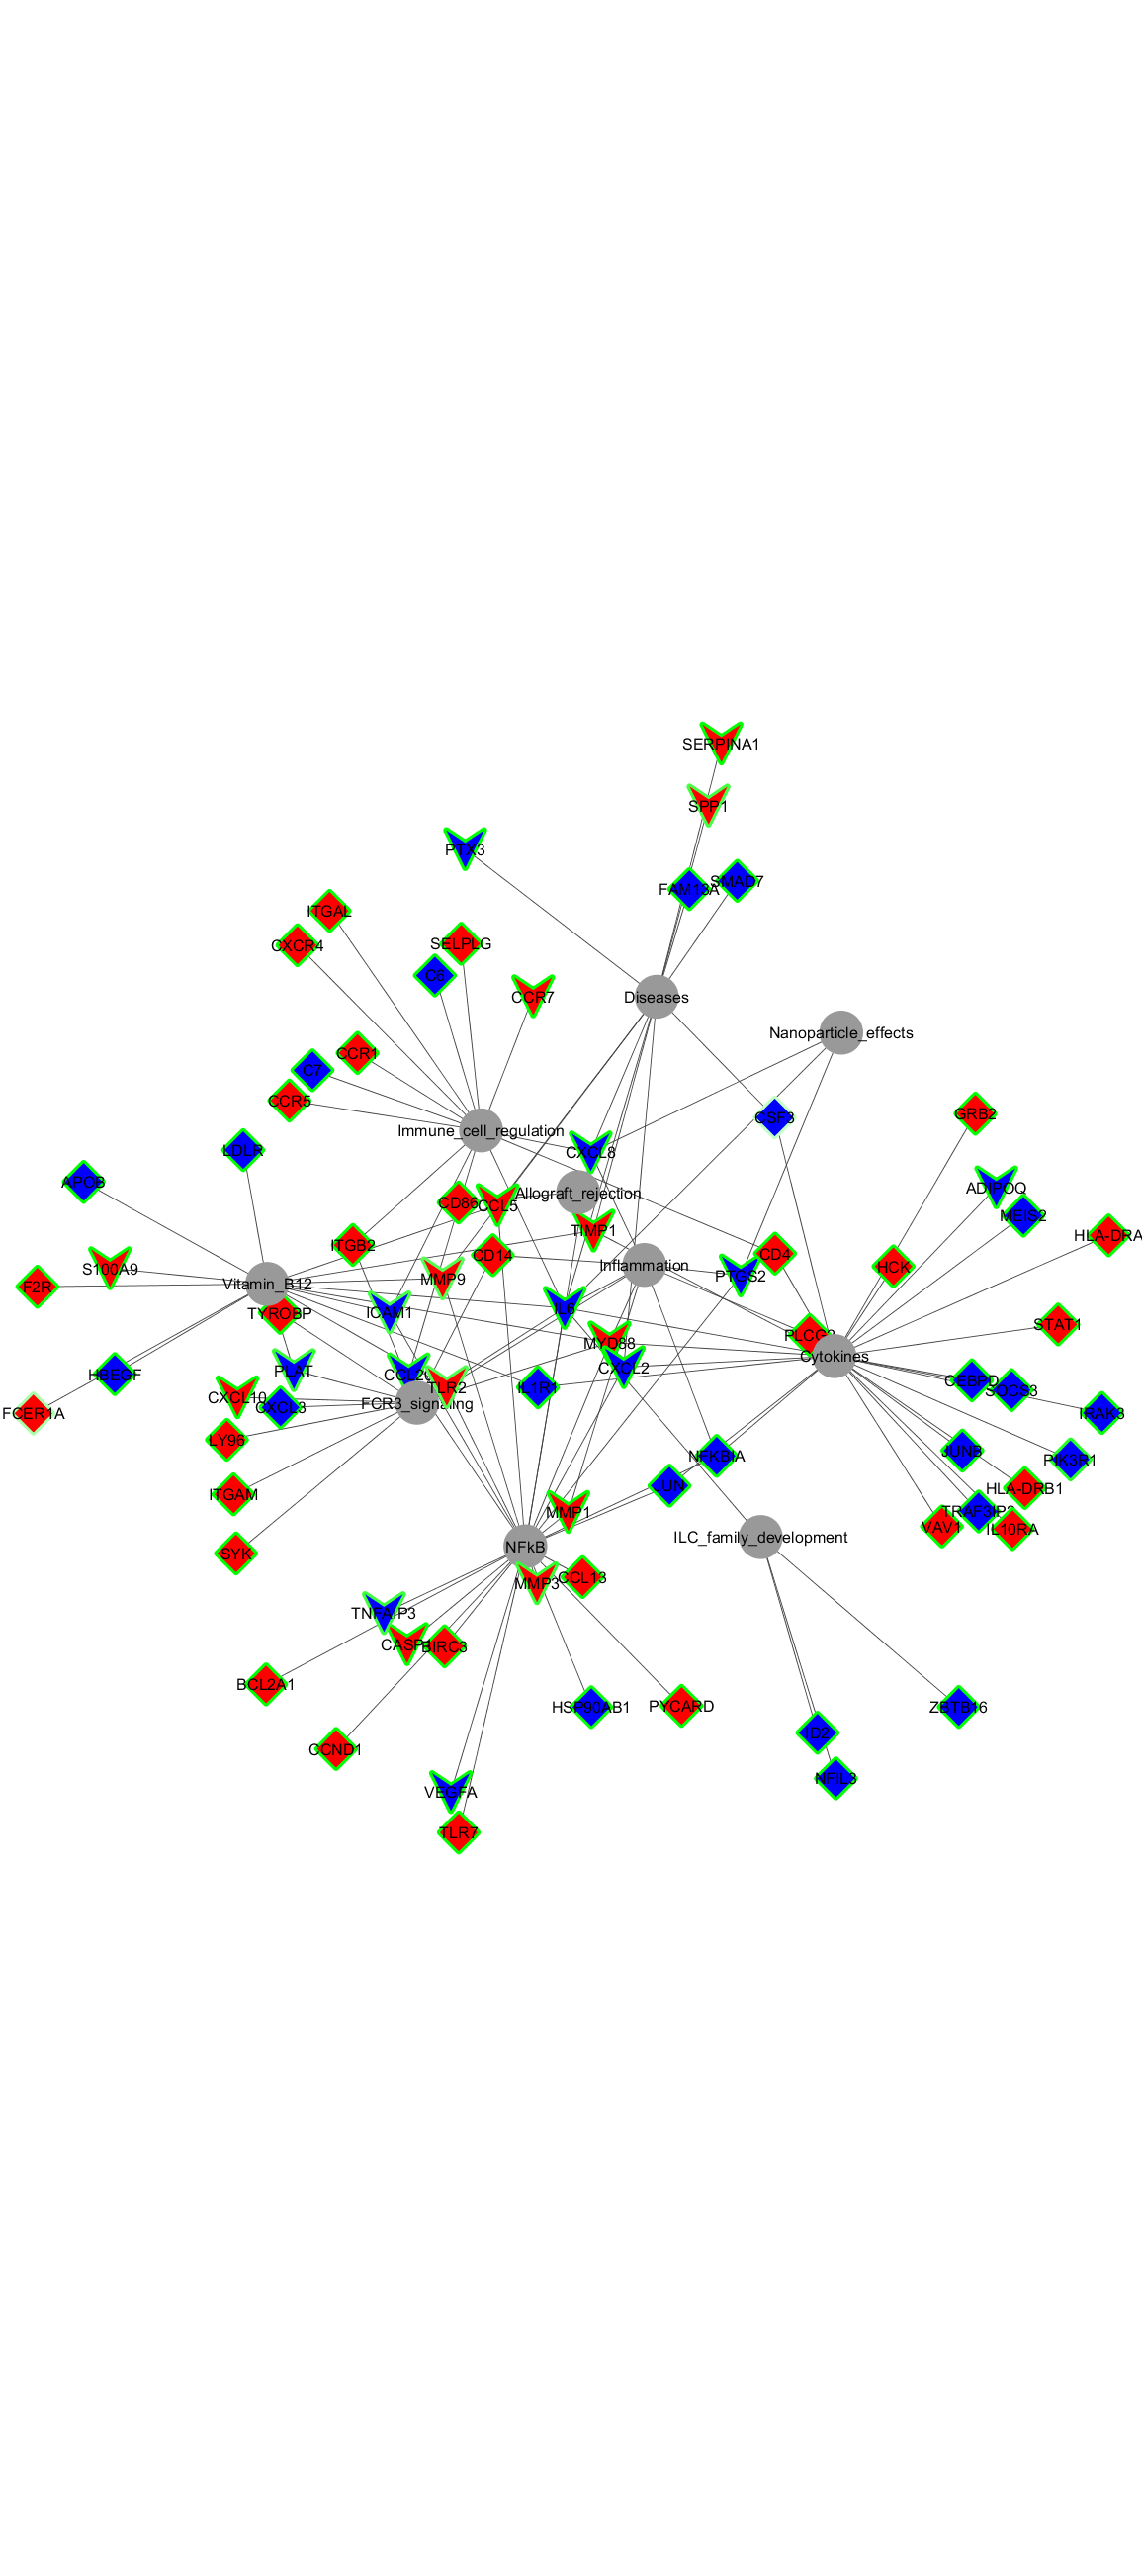 SERPINA1
SPP1
PTX3
FAM13A
SMAD7
ITGAL
CXCR4
SELPLG
C6
CCR7
Diseases
Nanoparticle_effects
CCR1
C7
CCR5
CSF3
GRB2
Immune_cell_regulation
LDLR
CXCL8
APOB
ADIPOQ
Allograft_rejection
CD86
CCL5
MEIS2
TIMP1
HLA-DRA
ITGB2
CD14
CD4
S100A9
Inflammation
HCK
F2R
Vitamin_B12
MMP9
PTGS2
TYROBP
ICAM1
IL6
STAT1
MYD88
PLCG2
Cytokines
HBEGF
PLAT
CCL20
CXCL2
TLR2
IL1R1
CEBPD
SOCS3
CXCL10
CXCL3
FCR3_signaling
FCER1A
IRAK3
LY96
NFKBIA
JUNB
PIK3R1
JUN
ITGAM
HLA-DRB1
MMP1
TRAF3IP2
VAV1
IL10RA
ILC_family_development
NFkB
SYK
CCL13
MMP3
TNFAIP3
CASP1
BIRC3
BCL2A1
HSP90AB1
PYCARD
ZBTB16
ID2
CCND1
NFIL3
VEGFA
TLR7